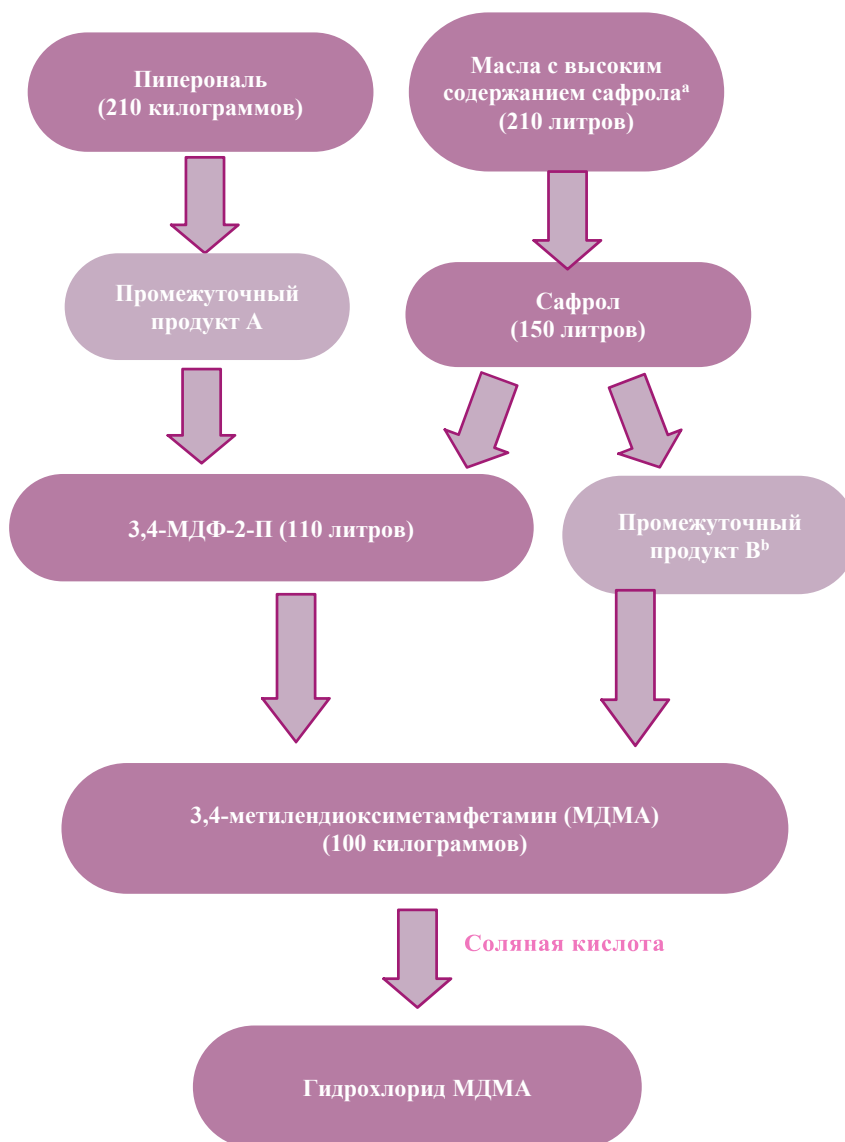 Пиперональ
(210 килограммов)
Масла с высоким
содержанием сафролаᵃ
(210 литров)
Промежуточный
продукт А
Сафрол
(150 литров)
3,4-МДФ-2-П (110 литров)
Промежуточный
продукт Вᵇ
3,4-метилендиоксиметамфетамин (МДМА)
(100 килограммов)
Соляная кислота
Гидрохлорид МДМА